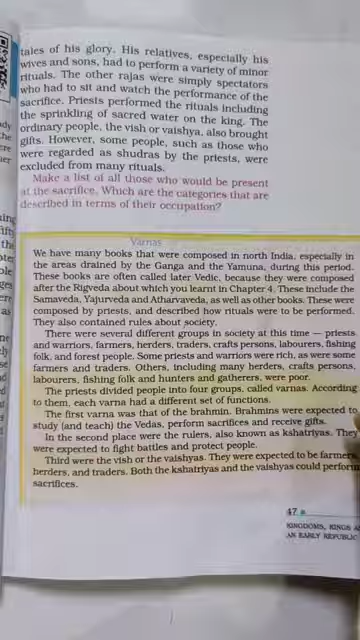 tales of his glory. His relatives, especially his
wives and sons, had to perform a variety of minor
rituals. The other rajas were simply spectators
who had to sit and watch the performance of the
sacrifice. Priests performed the rituals including
the sprinkling of sacred water on the king. The
ordinary people, the vish or vaishya, also brought
gifts. However, some people, such as those who
were regarded as shudras by the priests, were
excluded from many rituals.
Make a list of all those who would be present
at the sacrifice. Which are the categories that are
described in terms of their occupation?
Varnas
We have many books that were composed in north India, especially in
the areas drained by the Ganga and the Yamuna, during this period.
These books are often called later Vedic, because they were composed
after the Rigveda about which you learnt in Chapter 4. These include the
Samaveda, Yajurveda and Atharvaveda, as well as other books. These were
composed by priests, and described how rituals were to be performed.
They also contained rules about society.
There were several different groups in society at this time — priests
and warriors, farmers, herders, traders, crafts persons, labourers, fishing
folk, and forest people. Some priests and warriors were rich, as were some
farmers and traders. Others, including many herders, crafts persons,
labourers, fishing folk and hunters and gatherers, were poor.
The priests divided people into four groups, called varnas. According
to them, each varna had a different set of functions.
The first varna was that of the brahmin. Brahmins were expected to
study (and teach) the Vedas, perform sacrifices and receive gifts.
In the second place were the rulers, also known as kshatriyas. They
were expected to fight battles and protect people.
Third were the vish or the vaishyas. They were expected to be farmers,
herders, and traders. Both the kshatriyas and the vaishyas could perform
sacrifices.
47
KINGDOMS, KINGS
AN EARLY REPUBLIC